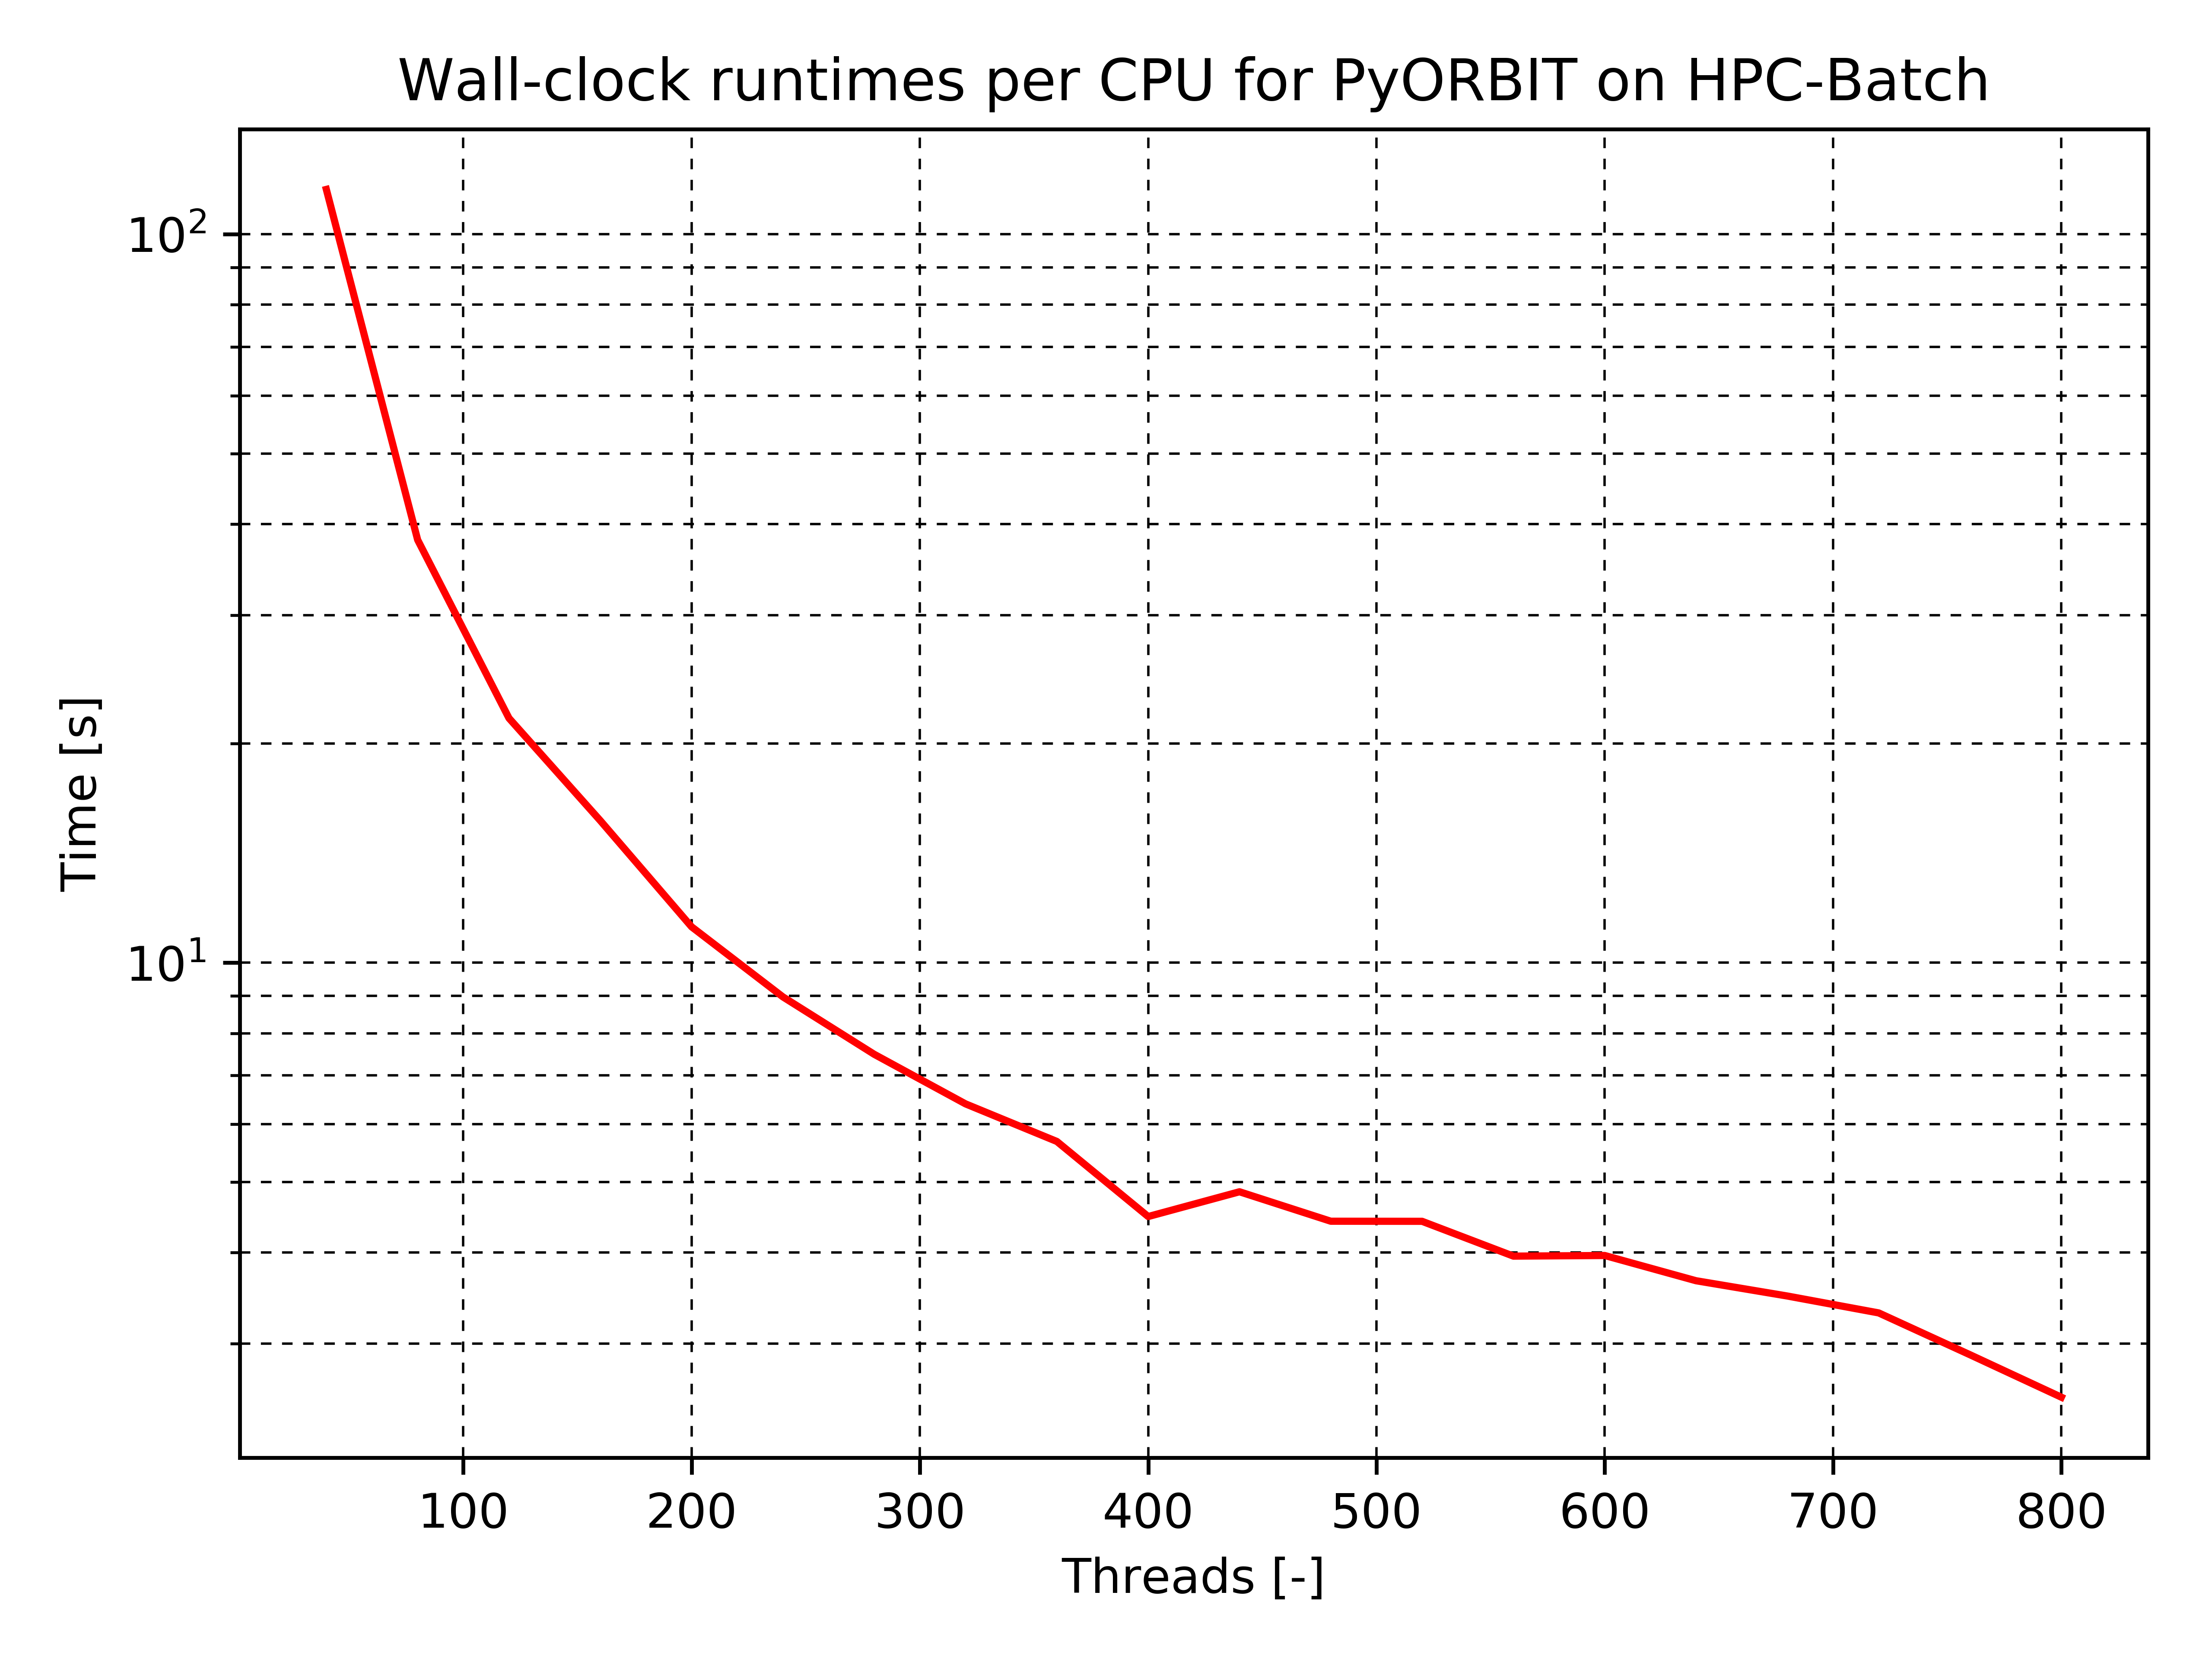 Wall-clock runtimes per CPU for PyORBIT on HPC-Batch
10²
10¹
Time [s]
100 200 300 400 500 600 700 800
Threads [-]